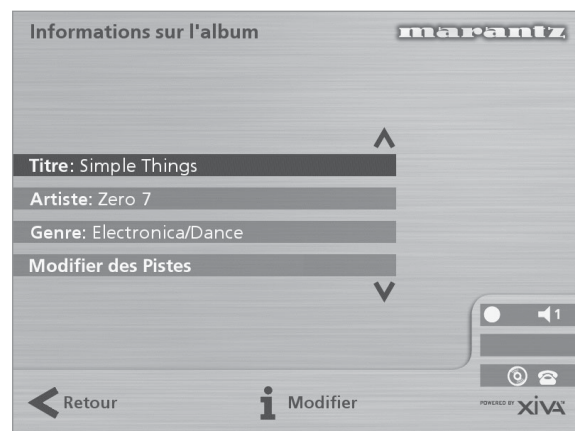 Informations sur l'album
marantz
Titre: Simple Things
Artiste: Zero 7
Genre: Electronica/Dance
Modifier des Pistes
1
Retour
Modifier
POWERED BY XiVA™